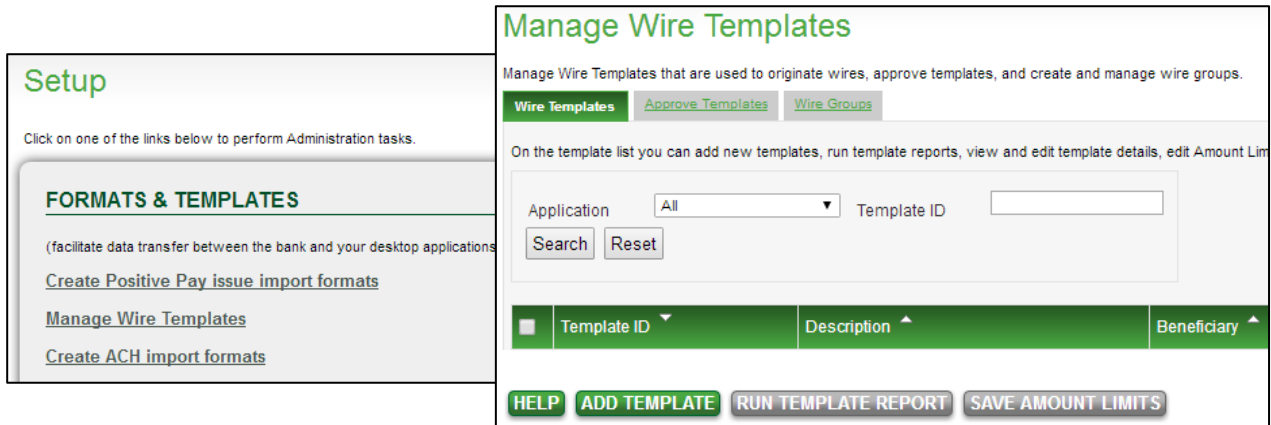 Setup
Click on one of the links below to perform Administration tasks.
FORMATS & TEMPLATES
(facilitate data transfer between the bank and your desktop applications
Create Positive Pay issue import formats
Manage Wire Templates
Create ACH import formats
Manage Wire Templates
Manage Wire Templates that are used to originate wires, approve templates, and create and manage wire groups.
Wire Templates Approve Templates Wire Groups
On the template list you can add new templates, run template reports, view and edit template details, edit Amount Lim
Application All Template ID
Search Reset
Template ID Description Beneficiary
HELP ADD TEMPLATE RUN TEMPLATE REPORT SAVE AMOUNT LIMITS